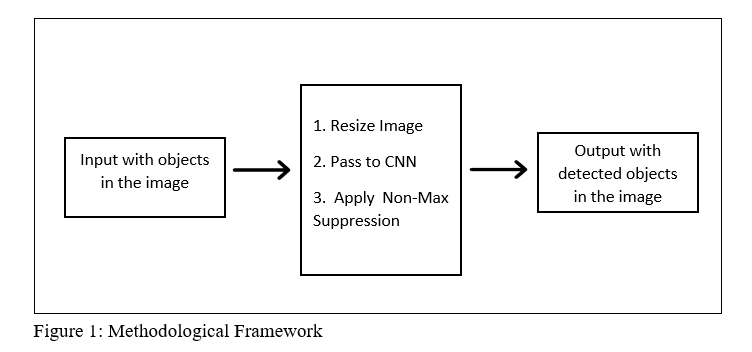 Input with objects
in the image
1. Resize Image
2. Pass to CNN
3. Apply Non-Max
Suppression
Output with
detected objects
in the image
Figure 1: Methodological Framework